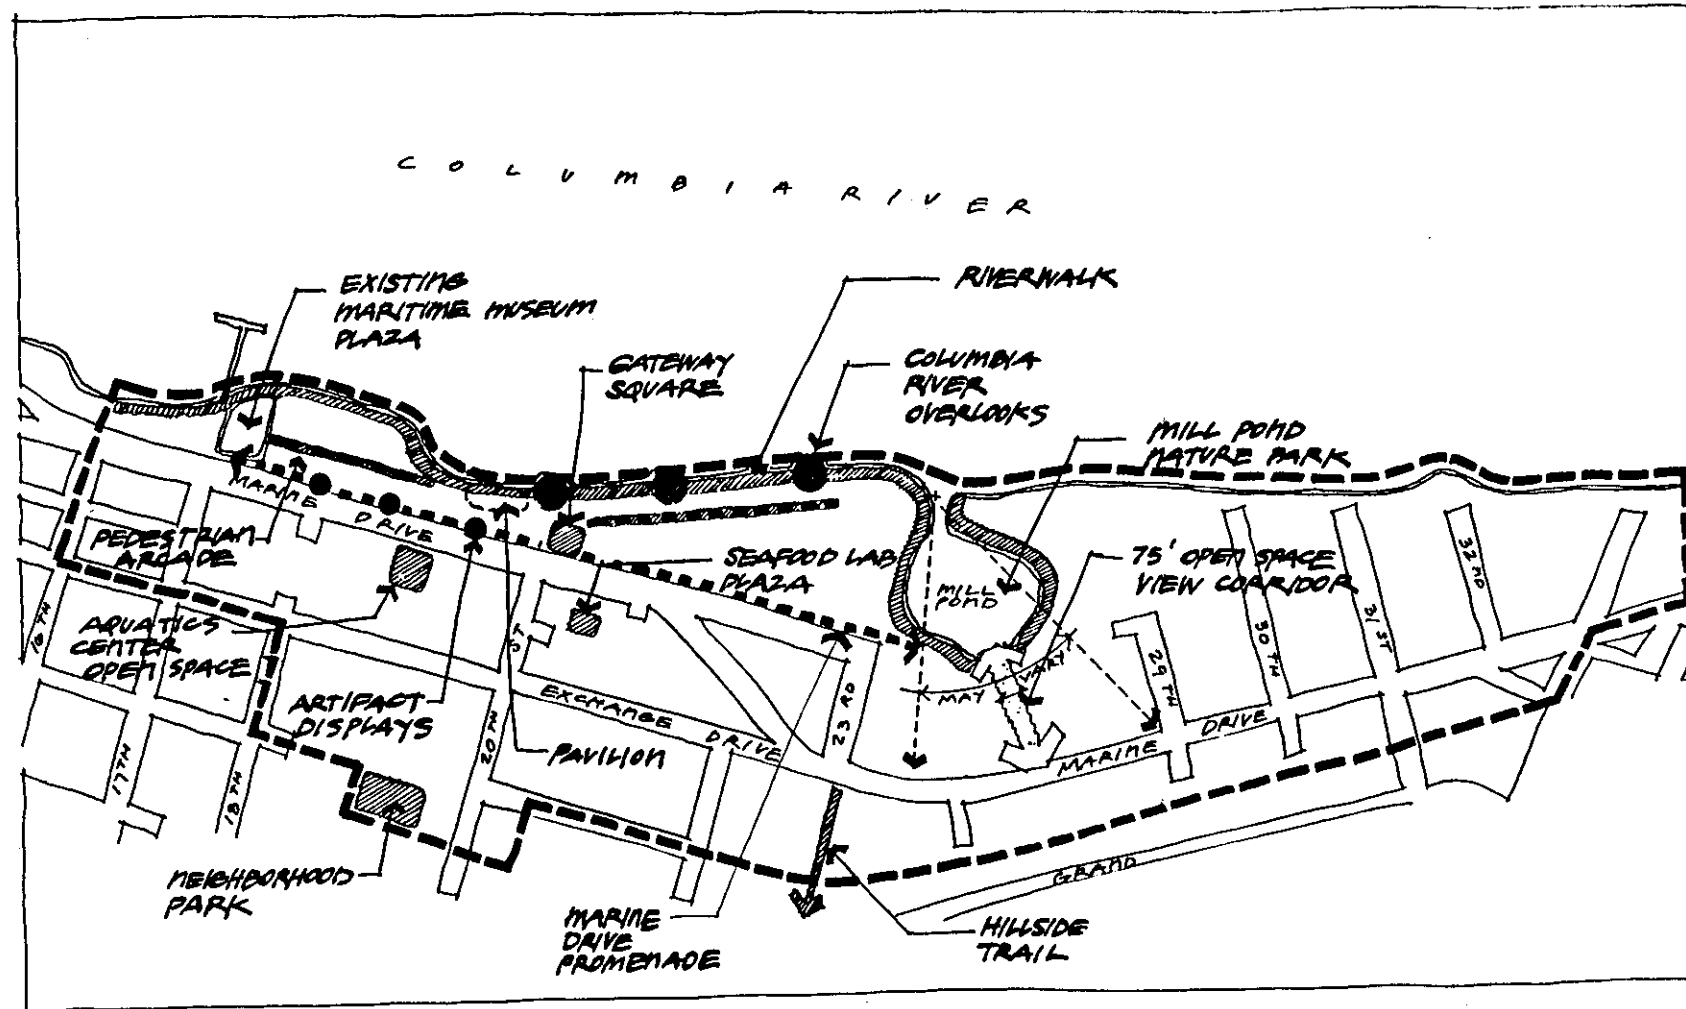 COLUMBIA RIVER
EXISTING
MARITIME MUSEUM
PLAZA
RIVERWALK
GATEWAY
SQUARE
COLUMBIA
RIVER
OVERLOOKS
MILL POND
NATURE PARK
MARINE DRIVE
PEDESTRIAN
ARCADE
SEAFOOD LAB
PLAZA
75' OPEN SPACE
VIEW CORRIDOR
MILL
POND
AQUATICS
CENTER
OPEN SPACE
16TH
ST
30TH
31ST
32ND
29TH
MAY VARY
ARTIFACT
DISPLAYS
EXCHANGE DRIVE
23RD
20TH
PAVILION
MARINE DRIVE
17TH
18TH
NEIGHBORHOOD
PARK
GRAND
MARINE
DRIVE
PROMENADE
HILLSIDE
TRAIL